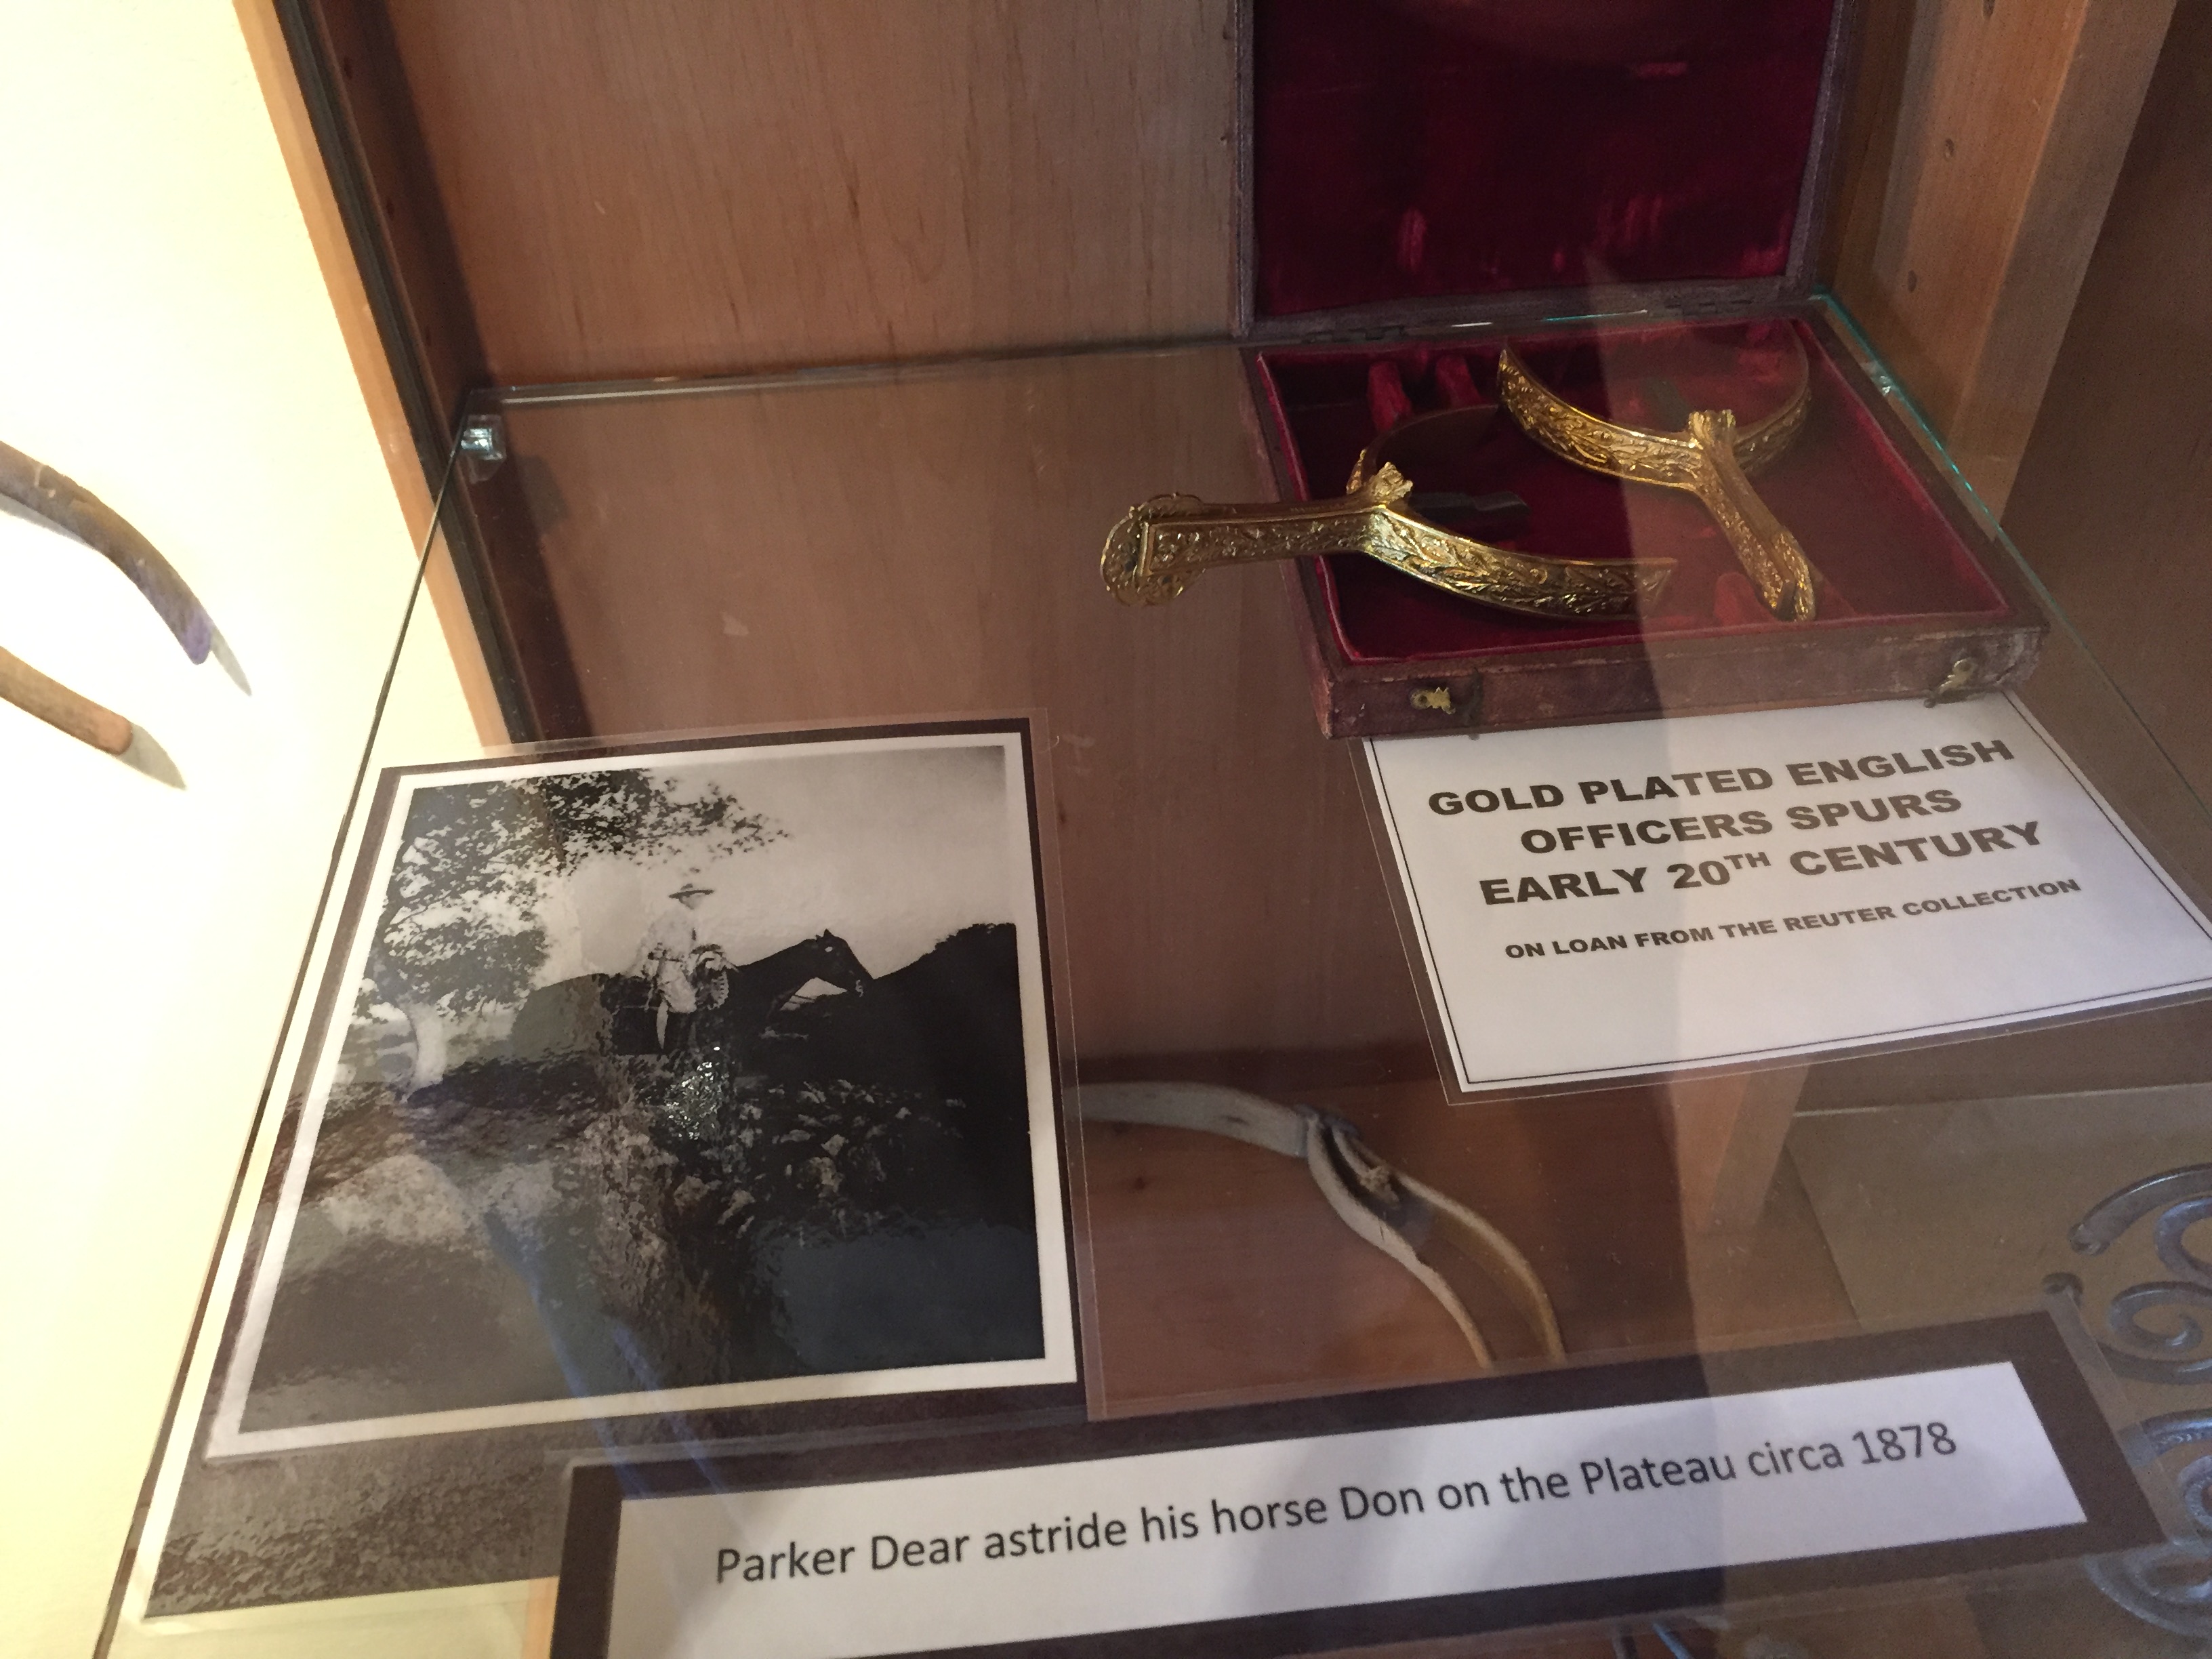 GOLD PLATED ENGLISH
OFFICERS SPURS
EARLY 20TH CENTURY
ON LOAN FROM THE REUTER COLLECTION
Parker Dear astride his horse Don on the Plateau circa 1878